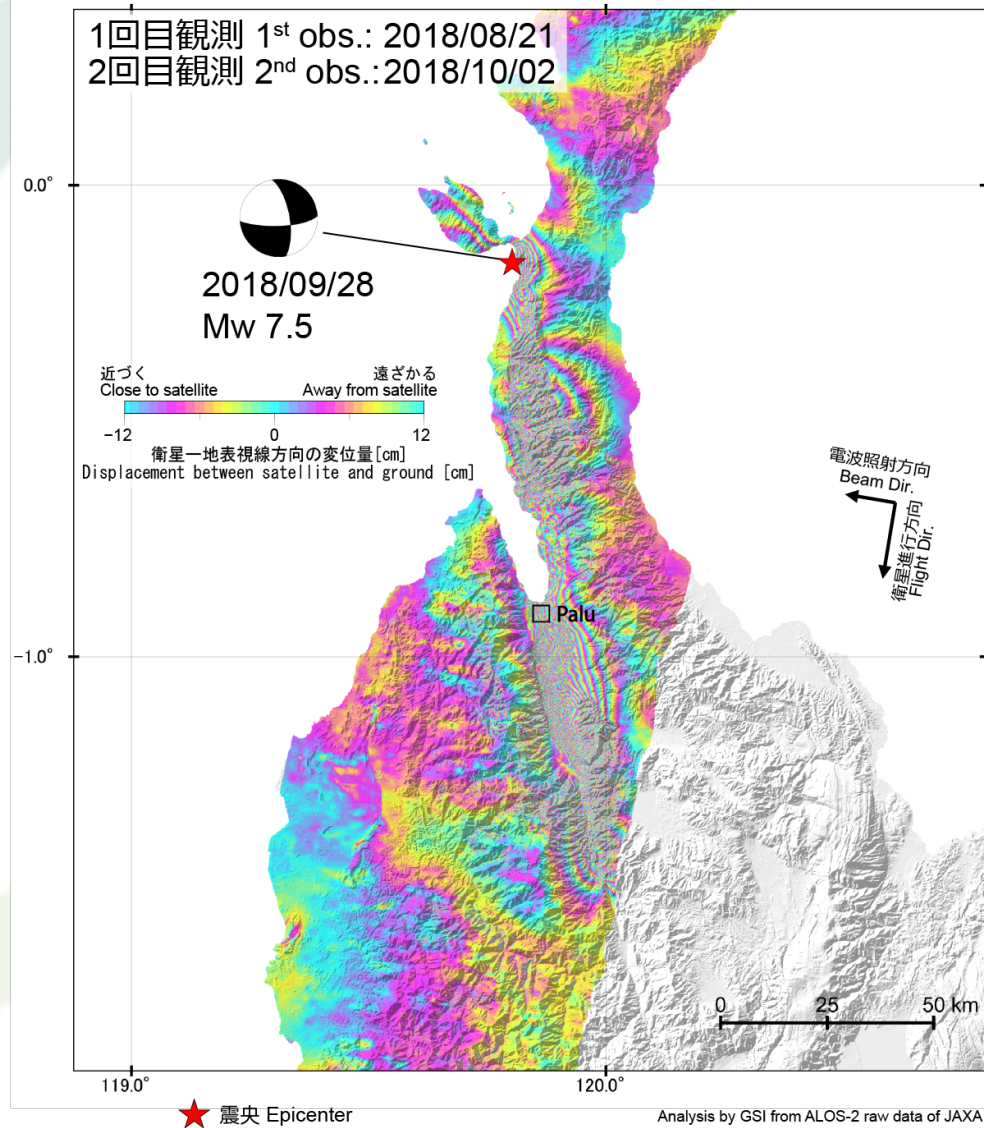 1回目観測 1st obs.: 2018/08/21
2回目観測 2nd obs.:2018/10/02
0.0°
2018/09/28
Mw 7.5
近づく 遠ざかる
Close to satellite Away from satellite
−12 0 12
衛星−地表視線方向の変位量[cm]
Displacement between satellite and ground [cm]
電波照射方向
Beam Dir.
衛星進行方向
Flight Dir.
Palu
−1.0°
0 25 50 km
119.0° 120.0°
震央 Epicenter
Analysis by GSI from ALOS-2 raw data of JAXA